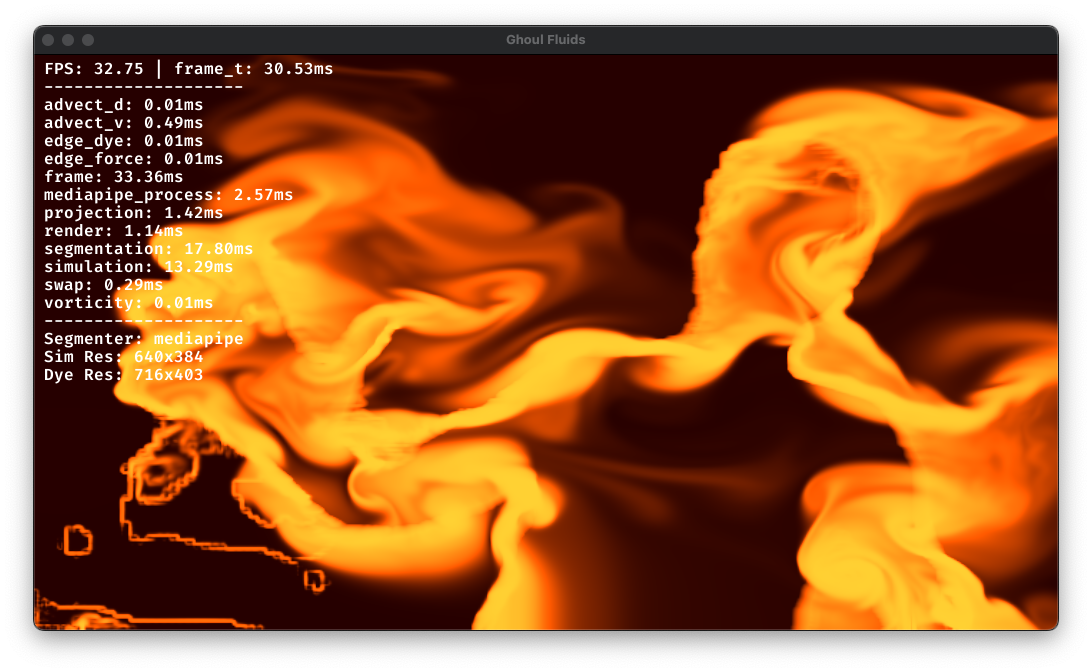 Ghoul Fluids
FPS: 32.75 | frame_t: 30.53ms
--------------------
advect_d: 0.01ms
advect_v: 0.49ms
edge_dye: 0.01ms
edge_force: 0.01ms
frame: 33.36ms
mediapipe_process: 2.57ms
projection: 1.42ms
render: 1.14ms
segmentation: 17.80ms
simulation: 13.29ms
swap: 0.29ms
vorticity: 0.01ms
--------------------
Segmenter: mediapipe
Sim Res: 640x384
Dye Res: 716x403